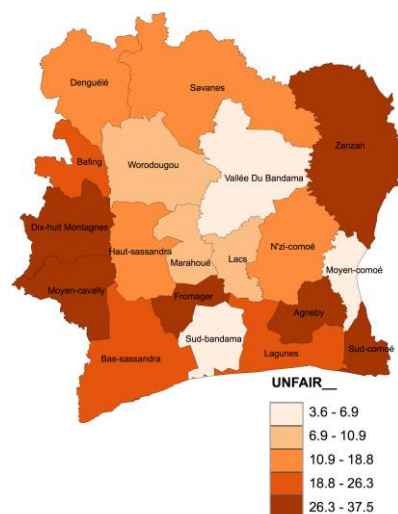 Denguélé
Savanes
Zanzan
Bafing
Worodougou
Vallée Du Bandama
Dix-huit Montagnes
Haut-sassandra
Marahoué
Lacs
N'zi-comoé
Moyen-comoé
Moyen-cavally
Fromager
Agneby
Sud-bandama
Sud-comoé
Bas-sassandra
Lagunes
UNFAIR__
3.6 - 6.9
6.9 - 10.9
10.9 - 18.8
18.8 - 26.3
26.3 - 37.5